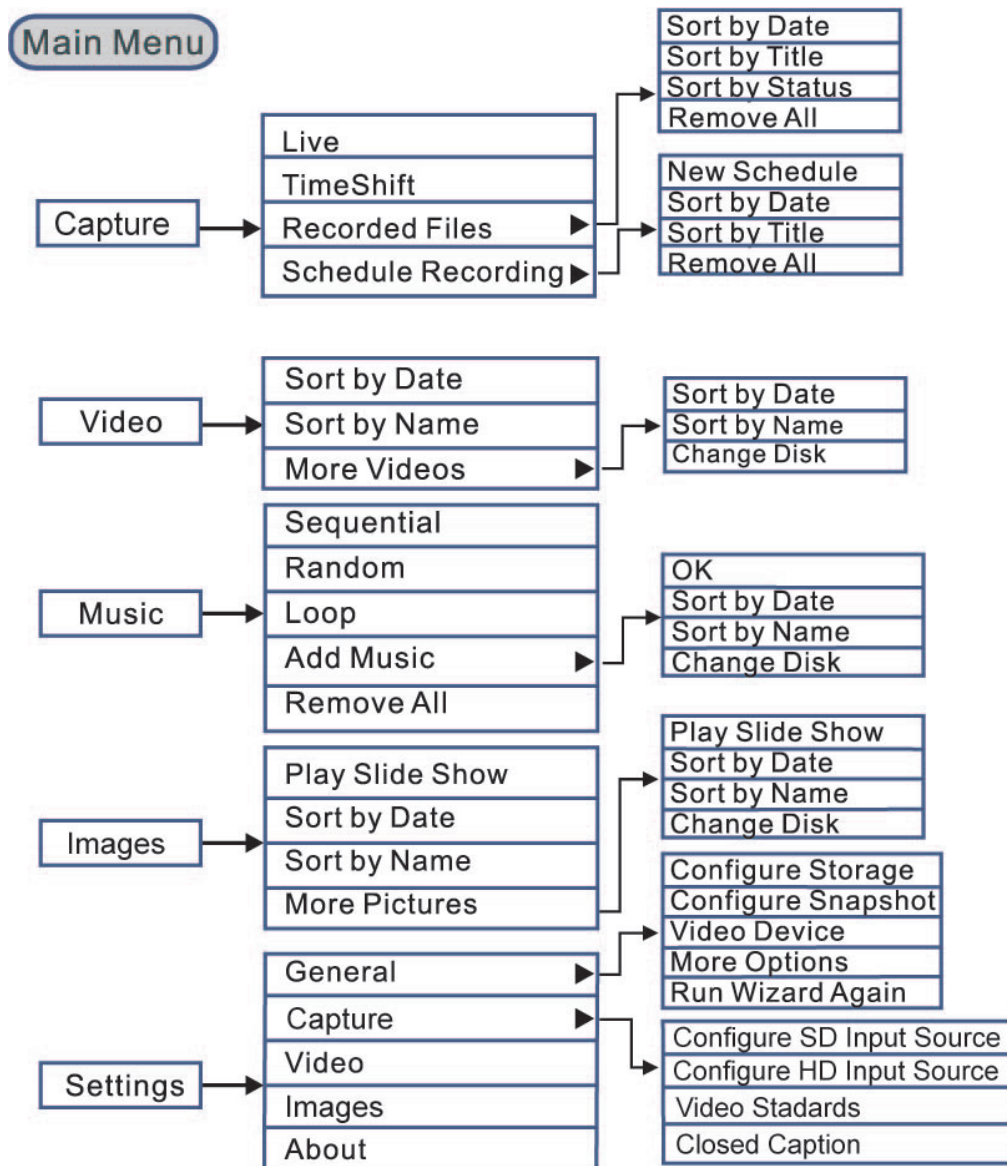 Main Menu
Capture
Live
TimeShift
Recorded Files
Schedule Recording
Sort by Date
Sort by Title
Sort by Status
Remove All
New Schedule
Sort by Date
Sort by Title
Remove All
Video
Sort by Date
Sort by Name
More Videos
Sort by Date
Sort by Name
Change Disk
Music
Sequential
Random
Loop
Add Music
Remove All
OK
Sort by Date
Sort by Name
Change Disk
Images
Play Slide Show
Sort by Date
Sort by Name
More Pictures
Play Slide Show
Sort by Date
Sort by Name
Change Disk
Settings
General
Capture
Video
Images
About
Configure Storage
Configure Snapshot
Video Device
More Options
Run Wizard Again
Configure SD Input Source
Configure HD Input Source
Video Stadards
Closed Caption